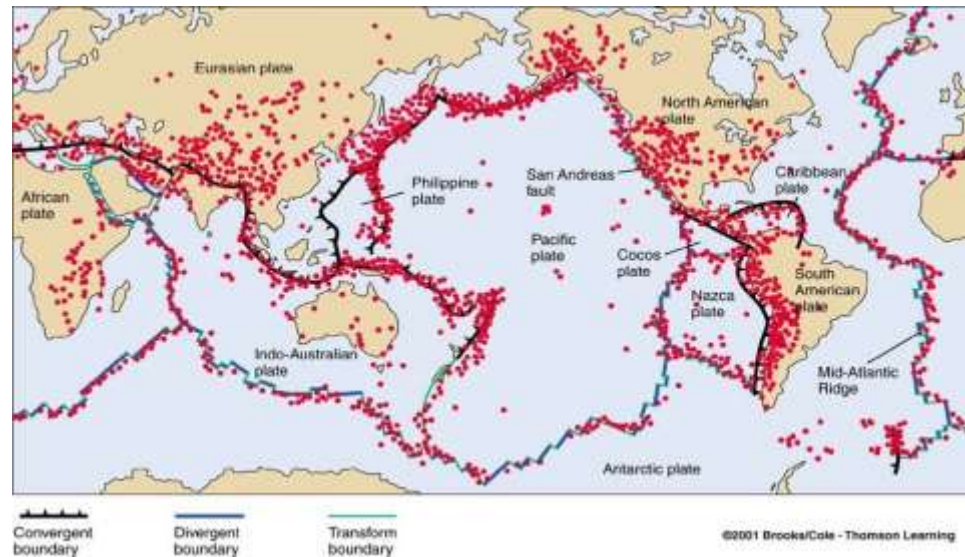 Eurasian plate
North American
plate
San Andreas
fault
Caribbean
plate
African
plate
Philippine
plate
Pacific
plate
Cocos
plate
South
American
plate
Nazca
plate
Indo-Australian
plate
Mid-Atlantic
Ridge
Antarctic plate
Convergent
boundary
Divergent
boundary
Transform
boundary
©2001 Brooks/Cole - Thomson Learning